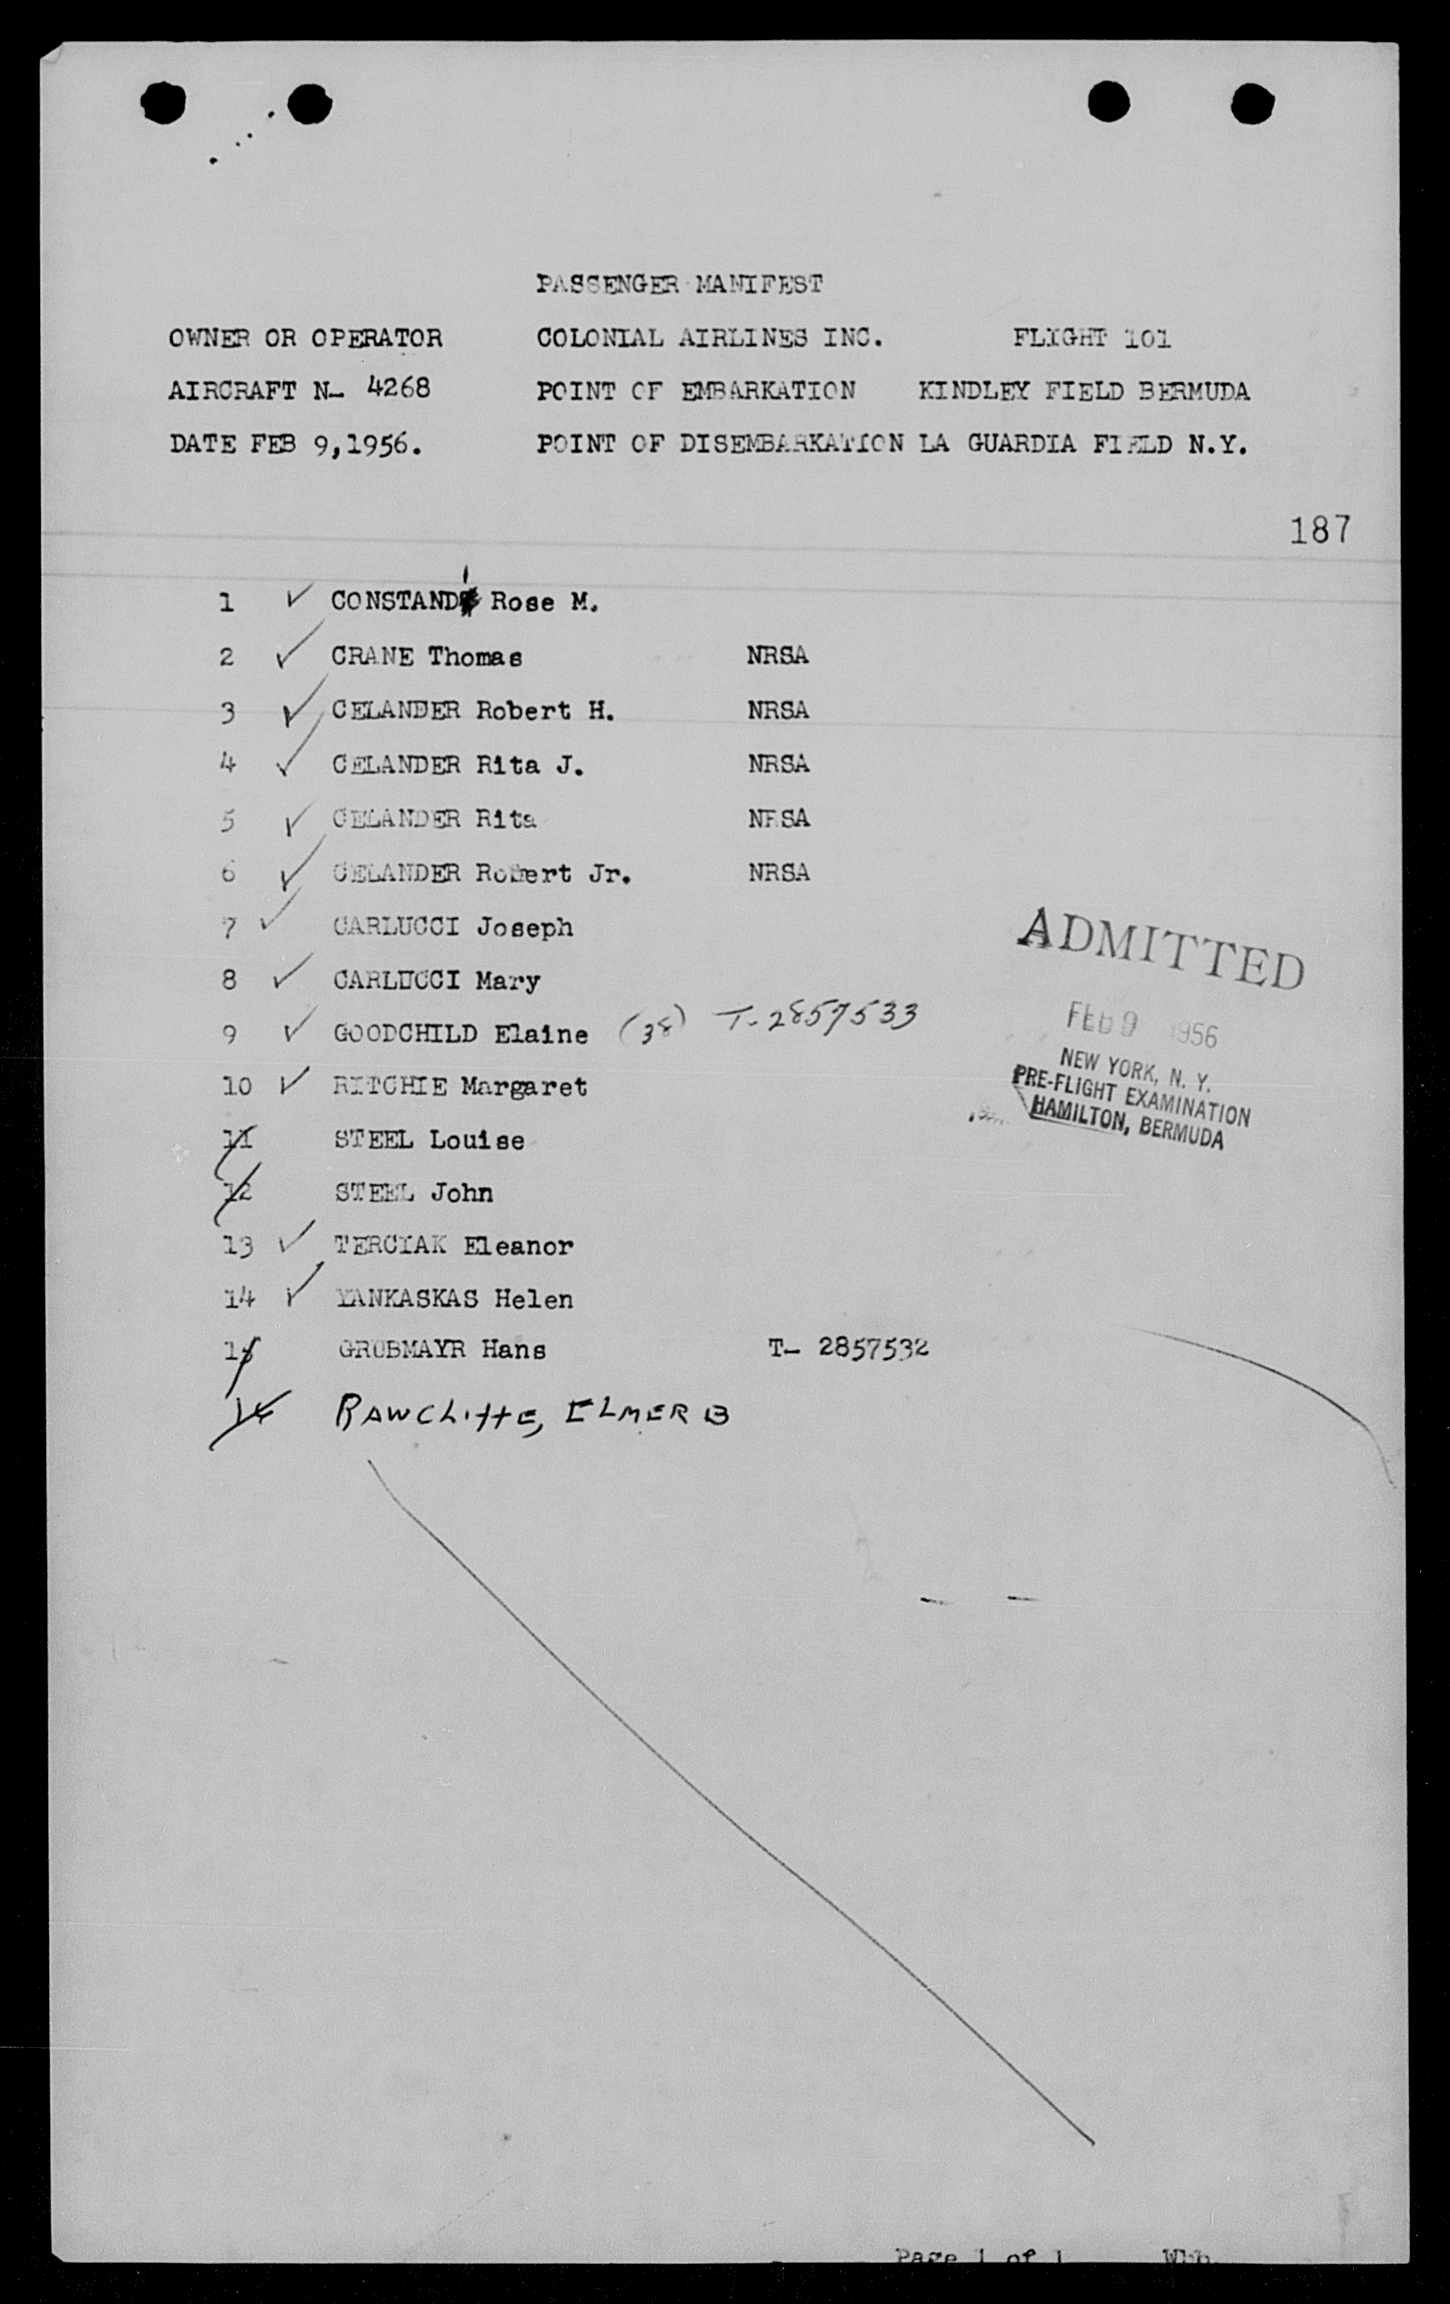 PASSENGER MANIFEST
OWNER OR OPERATOR COLONIAL AIRLINES INC. FLIGHT 101
AIRCRAFT N- 4268 POINT OF EMBARKATION KINDLEY FIELD BERMUDA
DATE FEB 9,1956. POINT OF DISEMBARKATION LA GUARDIA FIELD N.Y.
187
1 ✓ CONSTAND Rose M.
2 ✓ CRANE Thomas NRSA
3 ✓ CELANDER Robert H. NRSA
4 ✓ CELANDER Rita J. NRSA
5 ✓ CELANDER Rita NRSA
6 ✓ CELANDER Robert Jr. NRSA
7 ✓ CARLUCCI Joseph
8 ✓ CARLUCCI Mary
9 ✓ GOODCHILD Elaine (38) T-2857533
10 ✓ RITCHIE Margaret
11 STEEL Louise
12 STEEL John
13 ✓ TERCIAK Eleanor
14 ✓ YANKASKAS Helen
15 GRUBMAYR Hans T- 2857532
16 RAWCLIFFE, ELMER B
ADMITTED
FEB 9 1956
NEW YORK, N. Y.
PRE-FLIGHT EXAMINATION
HAMILTON, BERMUDA
Page 1 of 1